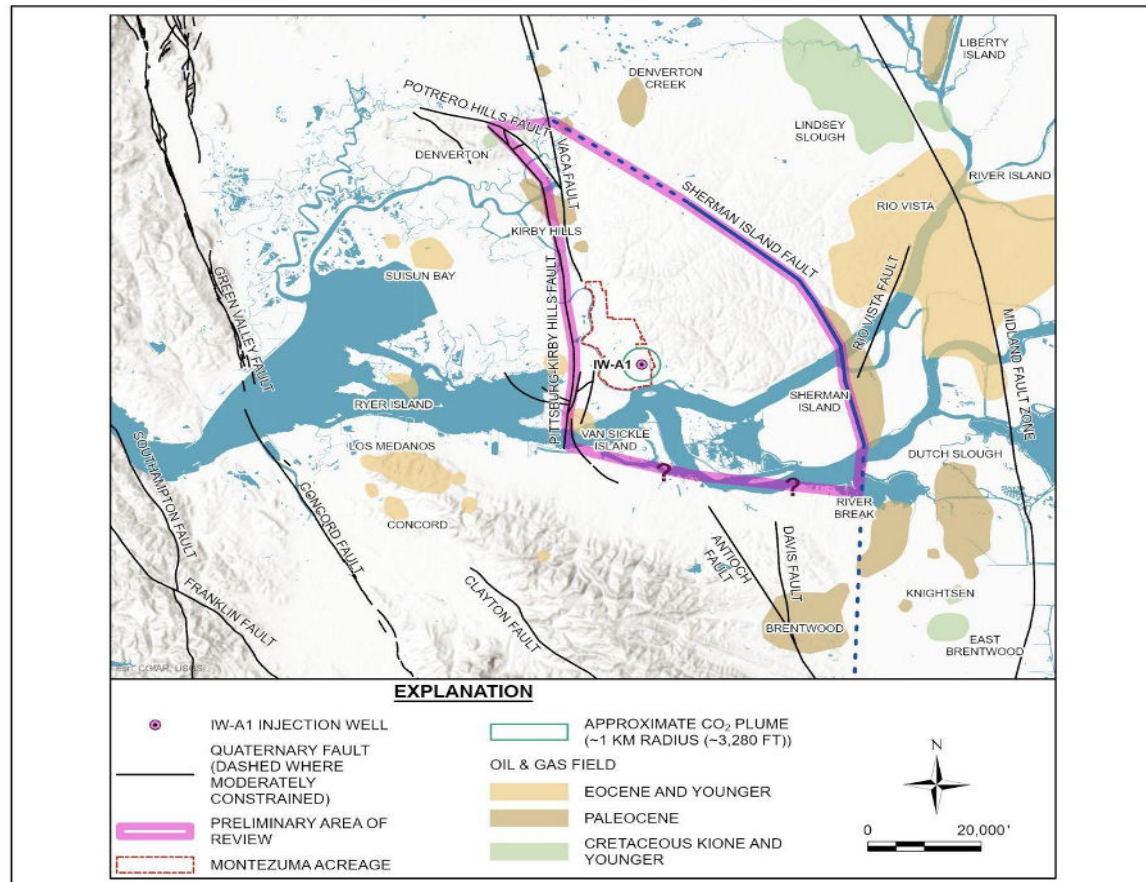 LIBERTY
ISLAND
DENVERTON
CREEK
POTRERO HILLS FAULT
LINDSEY
SLOUGH
DENVERTON
VACA FAULT
RIVER ISLAND
SHERMAN ISLAND FAULT
RIO VISTA
KIRBY HILLS
SUISUN BAY
GREEN VALLEY FAULT
PITTSBURG-KIRBY HILLS FAULT
RIO VISTA FAULT
MIDLAND FAULT ZONE
IW-A1
RYER ISLAND
SHERMAN
ISLAND
LOS MEDANOS
VAN SICKLE
ISLAND
DUTCH SLOUGH
SOUTHAMPTON FAULT
?
?
RIVER
BREAK
CONCORD FAULT
CONCORD
ANTIOCH
FAULT
DAVIS FAULT
FRANKLIN FAULT
CLAYTON FAULT
KNIGHTSEN
BRENTWOOD
EAST
BRENTWOOD
EXPLANATION
IW-A1 INJECTION WELL
QUATERNARY FAULT
(DASHED WHERE
MODERATELY
CONSTRAINED)
PRELIMINARY AREA OF
REVIEW
MONTEZUMA ACREAGE
APPROXIMATE CO₂ PLUME
(~1 KM RADIUS (~3,280 FT))
OIL & GAS FIELD
EOCENE AND YOUNGER
PALEOCENE
CRETACEOUS KIONE AND
YOUNGER
N
0 20,000'